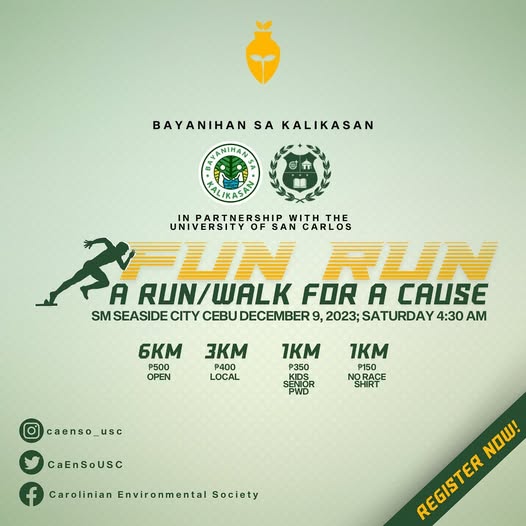 BAYANIHAN SA KALIKASAN
BAYANIHAN SA
KALIKASAN
IN PARTNERSHIP WITH THE
UNIVERSITY OF SAN CARLOS
FUN RUN
A RUN/WALK FOR A CAUSE
SM SEASIDE CITY CEBU DECEMBER 9, 2023; SATURDAY 4:30 AM
6KM 3KM 1KM 1KM
₱500 ₱400 ₱350 ₱150
OPEN LOCAL KIDS NO RACE
SENIOR SHIRT
PWD
caenso_usc
CaEnSoUSC
Carolinian Environmental Society
REGISTER NOW!